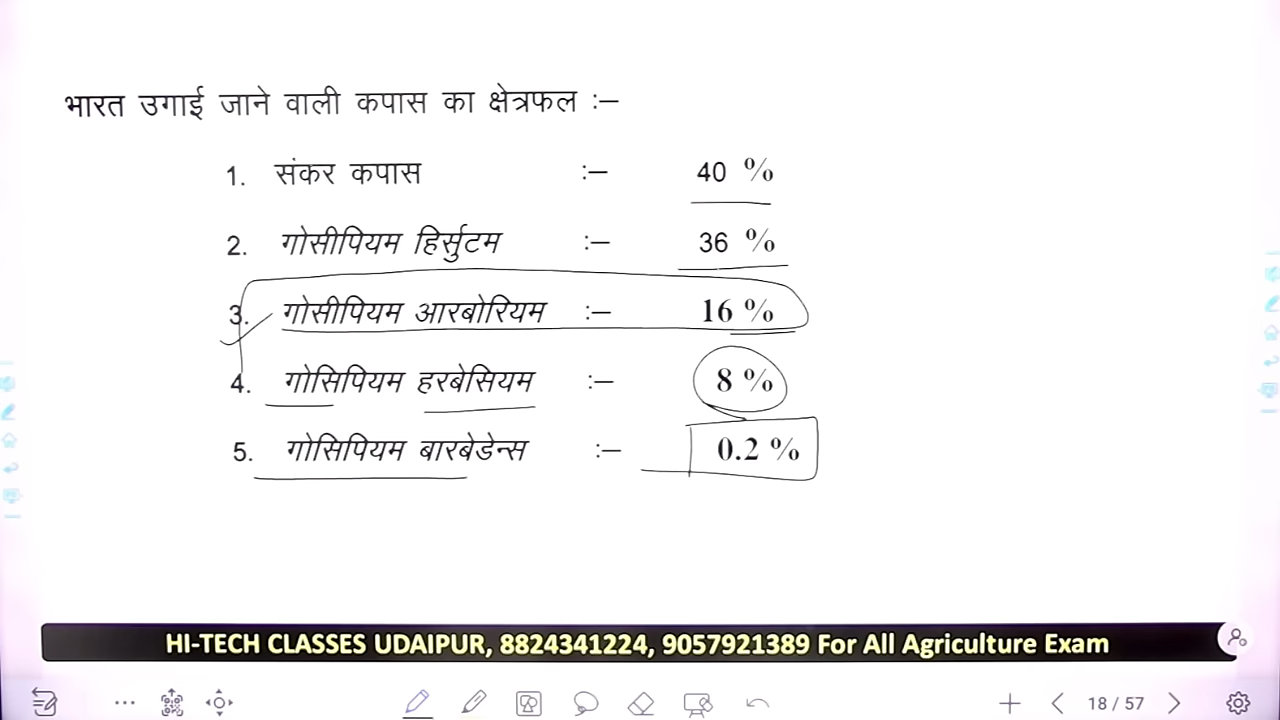 भारत उगाई जाने वाली कपास का क्षेत्रफल :–
1. संकर कपास :– 40 %
2. गोसीपियम हिर्सुटम :– 36 %
3. गोसीपियम आरबोरियम :– 16 %
4. गोसिपियम हरबेसियम :– 8 %
5. गोसिपियम बारबेडेन्स :– 0.2 %
HI-TECH CLASSES UDAIPUR, 8824341224, 9057921389 For All Agriculture Exam
18 / 57